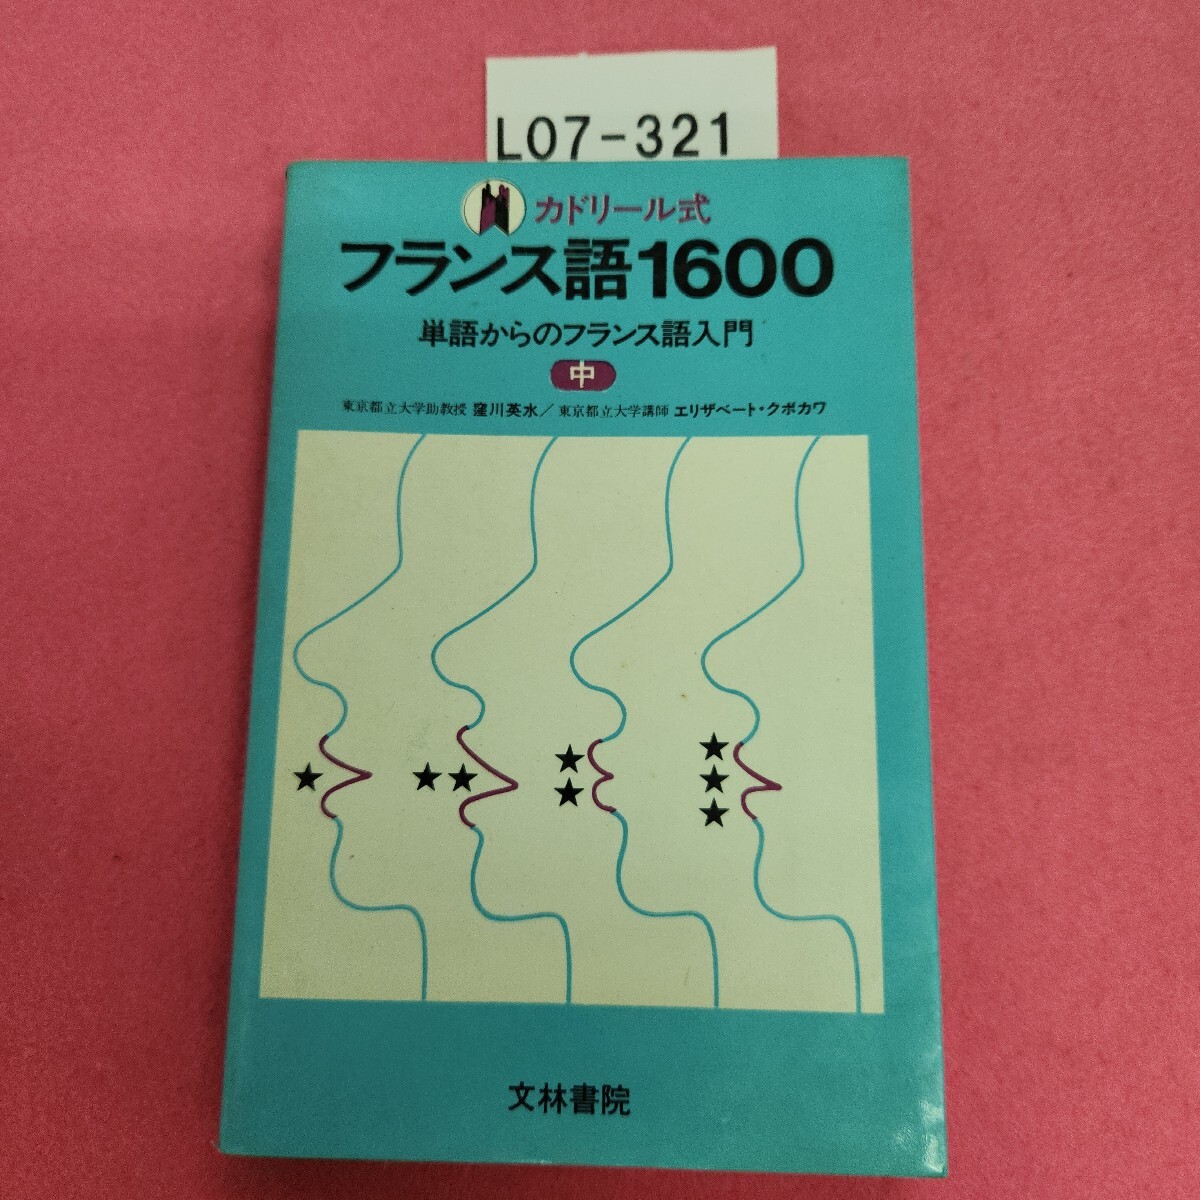 L07-321
カドリール式
フランス語1600
単語からのフランス語入門
中
東京都立大学助教授 窪川英水／東京都立大学講師 エリザベート・クボカワ
★ ★★ ★★ ★★★
文林書院